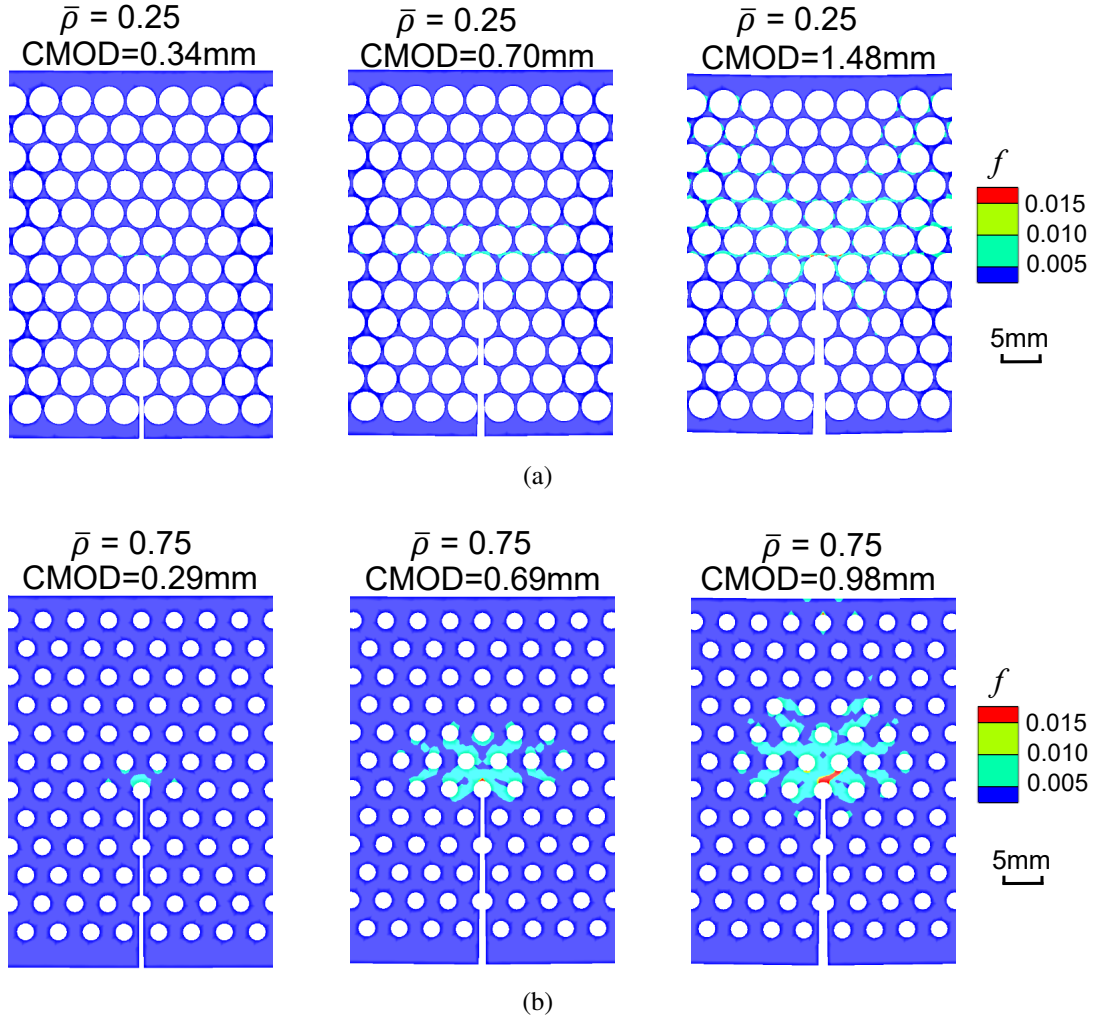 ρ̄ = 0.25
CMOD=0.34mm
ρ̄ = 0.25
CMOD=0.70mm
ρ̄ = 0.25
CMOD=1.48mm
f
0.015
0.010
0.005
5mm
(a)
ρ̄ = 0.75
CMOD=0.29mm
ρ̄ = 0.75
CMOD=0.69mm
ρ̄ = 0.75
CMOD=0.98mm
f
0.015
0.010
0.005
5mm
(b)